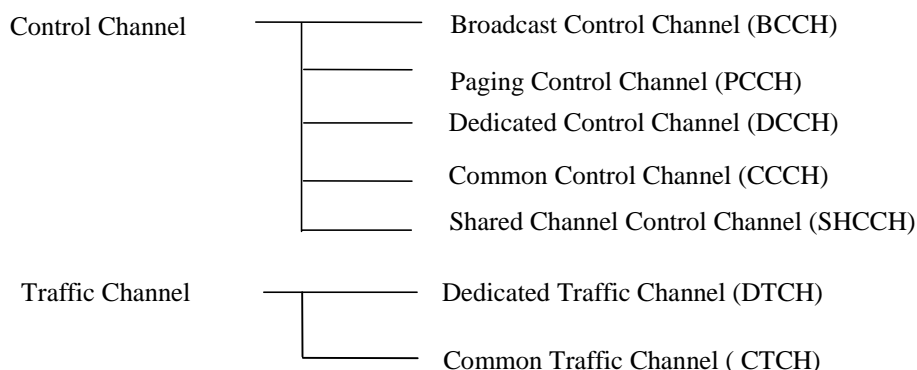 Control Channel
Broadcast Control Channel (BCCH)
Paging Control Channel (PCCH)
Dedicated Control Channel (DCCH)
Common Control Channel (CCCH)
Shared Channel Control Channel (SHCCH)
Traffic Channel
Dedicated Traffic Channel (DTCH)
Common Traffic Channel ( CTCH)